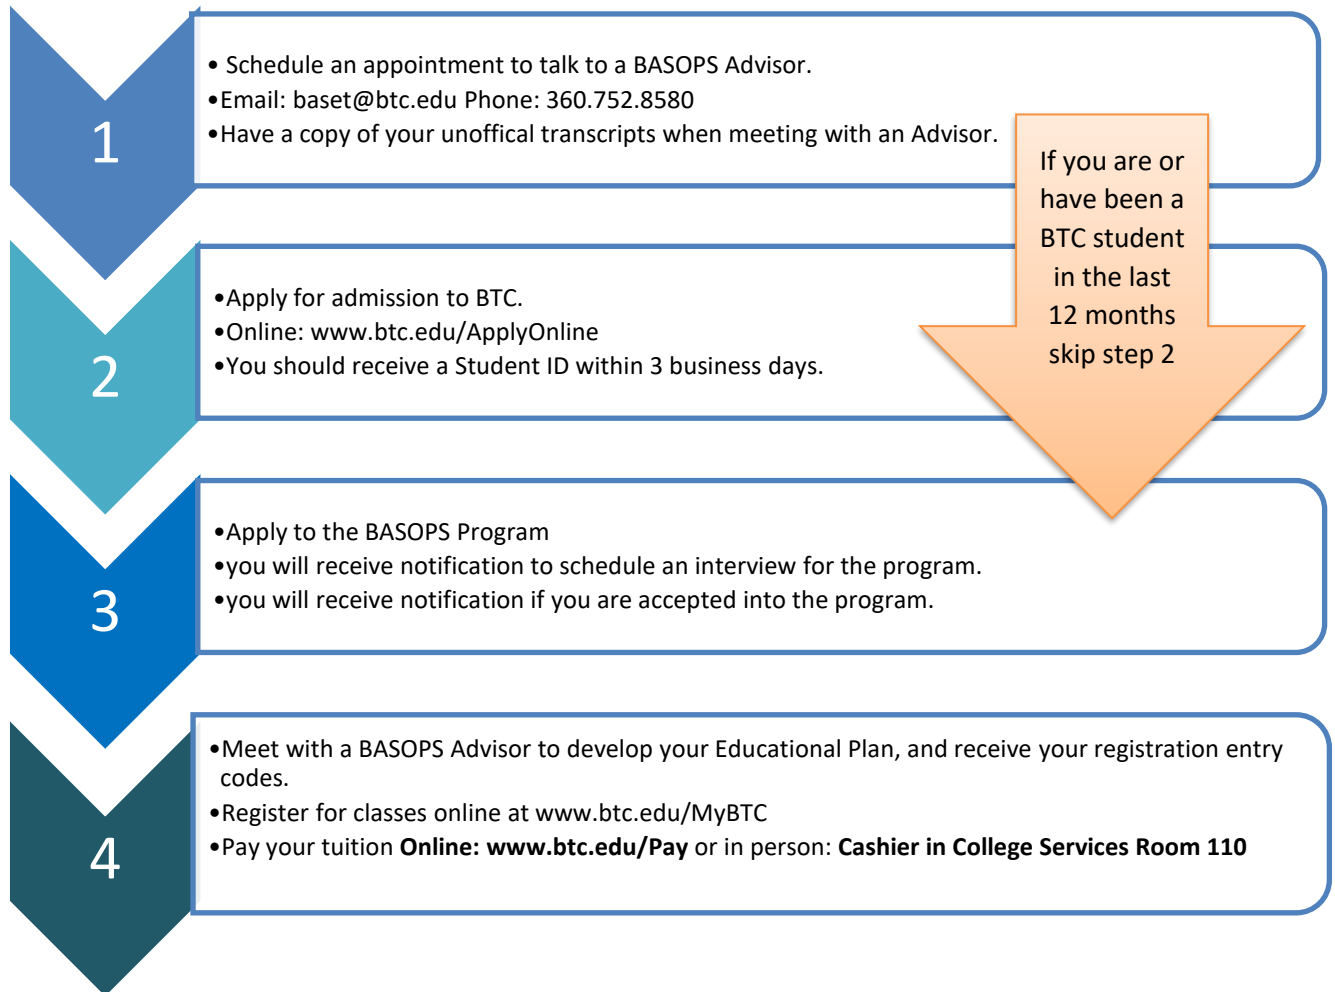 1
• Schedule an appointment to talk to a BASOPS Advisor.
•Email: baset@btc.edu Phone: 360.752.8580
•Have a copy of your unoffical transcripts when meeting with an Advisor.
If you are or
have been a
BTC student
in the last
12 months
skip step 2
2
•Apply for admission to BTC.
•Online: www.btc.edu/ApplyOnline
•You should receive a Student ID within 3 business days.
3
•Apply to the BASOPS Program
•you will receive notification to schedule an interview for the program.
•you will receive notification if you are accepted into the program.
4
•Meet with a BASOPS Advisor to develop your Educational Plan, and receive your registration entry
codes.
•Register for classes online at www.btc.edu/MyBTC
•Pay your tuition Online: www.btc.edu/Pay or in person: Cashier in College Services Room 110